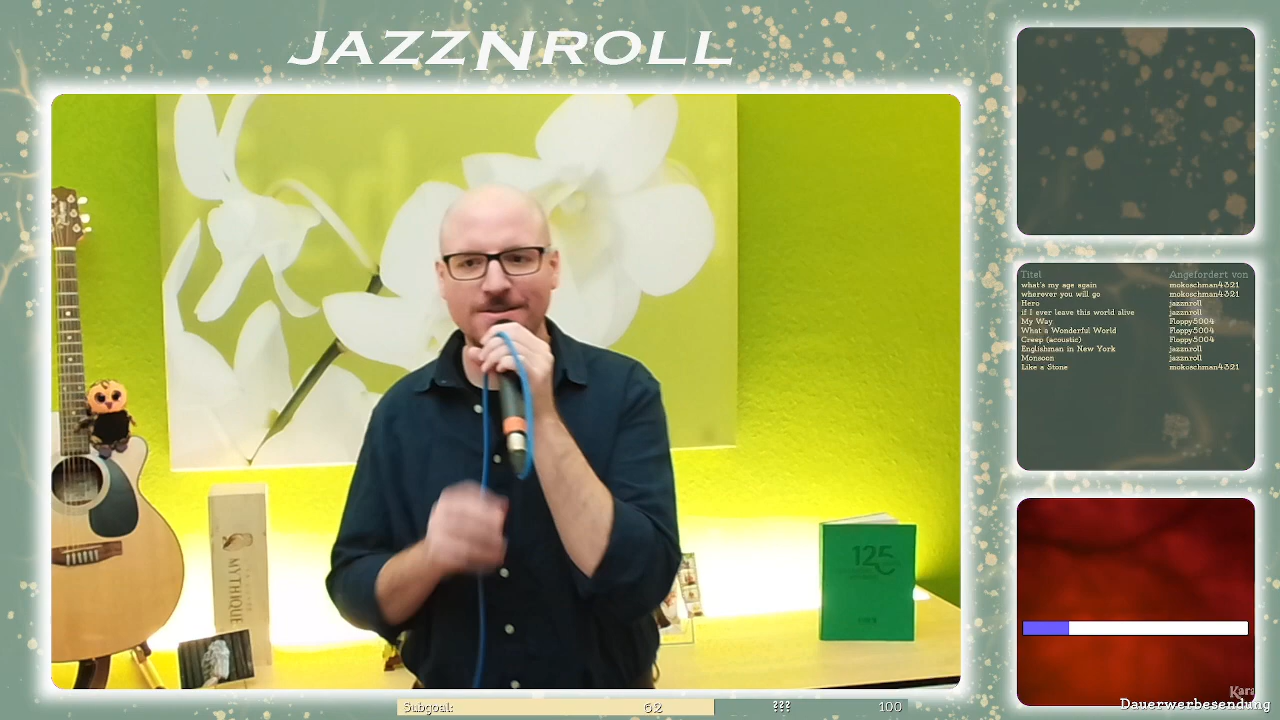 JAZZNROLL
Titel Angefordert von
what's my age again mokoschman4321
wherever you will go mokoschman4321
Hero jazznroll
if I ever leave this world alive jazznroll
My Way Floppy5004
What a Wonderful World Floppy5004
Creep (acoustic) Floppy5004
Englishman in New York jazznroll
Monsoon jazznroll
Like a Stone mokoschman4321
MYTHIQUE
125
Kara
Dauerwerbesendung
Subgoal: 62 ??? 100